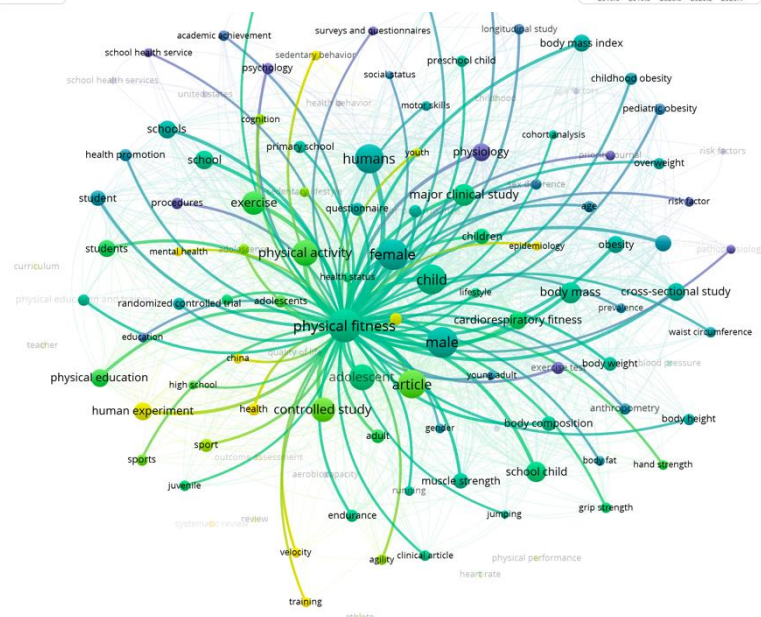 academic achievement
surveys and questionnaires
longitudinal study
body mass index
school health service
sedentary behavior
psychology
preschool child
social status
childhood obesity
school health services
united states
health behavior
childhood
motor skills
pediatric obesity
cognition
schools
cohort analysis
primary school
youth
humans
physiology
risk factors
health promotion
school
overweight
major clinical study
student
procedures
exercise
questionnaire
age
risk factor
children
students
mental health
physical activity
female
epidemiology
obesity
curriculum
health status
child
lifestyle
body mass
cross-sectional study
randomized controlled trial
adolescents
prevalence
physical fitness
cardiorespiratory fitness
education
male
waist circumference
teacher
china
quality of life
body weight
blood pressure
exercise test
physical education
high school
adolescent
article
young adult
human experiment
health
controlled study
anthropometry
body height
body composition
gender
adult
sport
outcome assessment
sports
aerobic capacity
school child
body fat
hand strength
muscle strength
juvenile
running
grip strength
endurance
jumping
systematic review
review
velocity
agility
clinical article
physical performance
heart rate
training